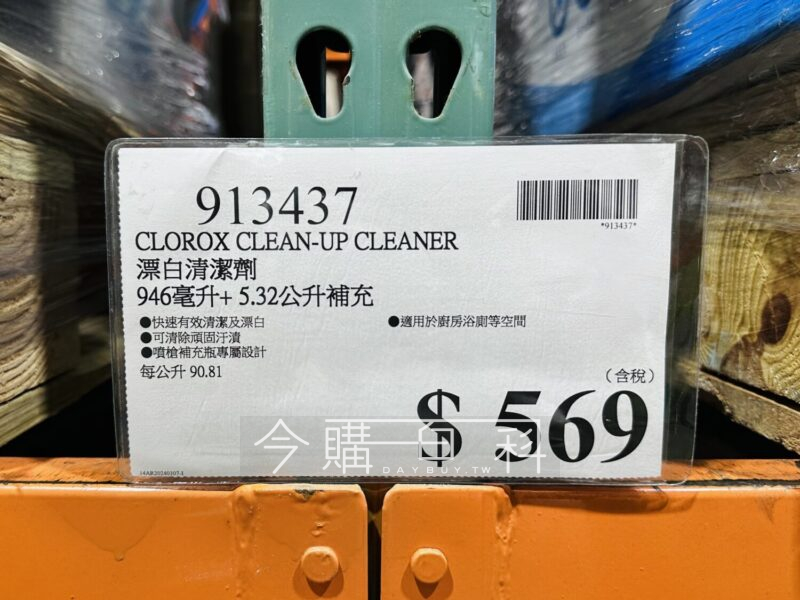 913437
*913437*
CLOROX CLEAN-UP CLEANER
漂白清潔劑
946毫升+ 5.32公升補充
●快速有效清潔及漂白
●適用於廚房浴廁等空間
●可清除頑固汙漬
●噴槍補充瓶專屬設計
每公升 90.81
(含稅)
$ 569
今購百科
DAYBUY.TW
14AB20240307-1